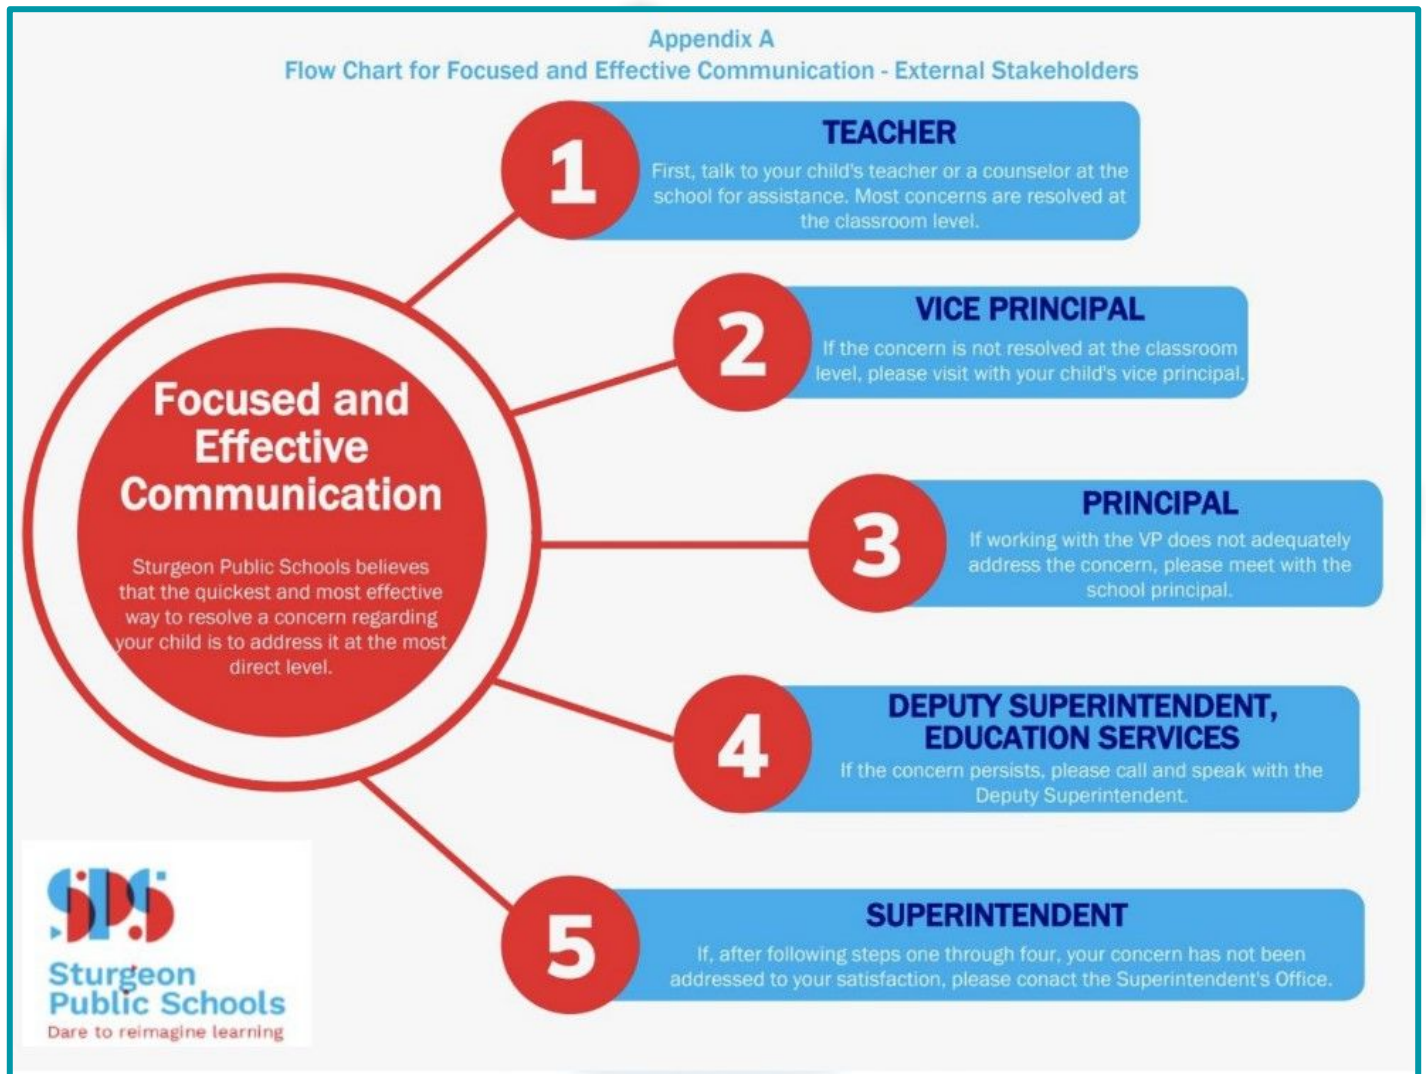 Appendix A
Flow Chart for Focused and Effective Communication - External Stakeholders
1
TEACHER
First, talk to your child's teacher or a counselor at the
school for assistance. Most concerns are resolved at
the classroom level.
2
VICE PRINCIPAL
If the concern is not resolved at the classroom
level, please visit with your child's vice principal.
Focused and
Effective
Communication
Sturgeon Public Schools believes
that the quickest and most effective
way to resolve a concern regarding
your child is to address it at the most
direct level.
3
PRINCIPAL
If working with the VP does not adequately
address the concern, please meet with the
school principal.
4
DEPUTY SUPERINTENDENT,
EDUCATION SERVICES
If the concern persists, please call and speak with the
Deputy Superintendent.
5
SUPERINTENDENT
If, after following steps one through four, your concern has not been
addressed to your satisfaction, please conact the Superintendent's Office.
SPS
Sturgeon
Public Schools
Dare to reimagine learning